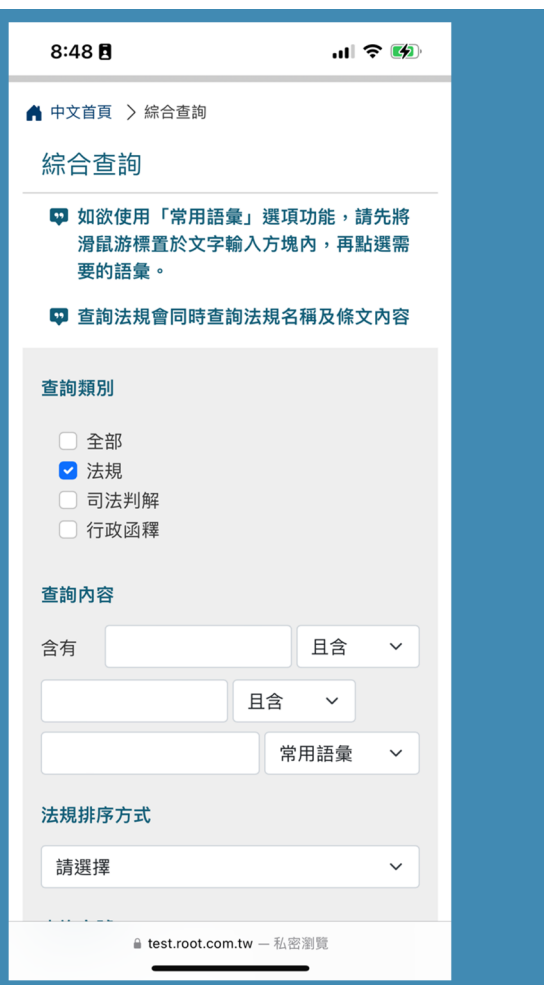 8:48
中文首頁 > 綜合查詢
綜合查詢
如欲使用「常用語彙」選項功能，請先將
滑鼠游標置於文字輸入方塊內，再點選需
要的語彙。
查詢法規會同時查詢法規名稱及條文內容
查詢類別
全部
法規
司法判解
行政函釋
查詢內容
含有 且含
且含
常用語彙
法規排序方式
請選擇
test.root.com.tw — 私密瀏覽